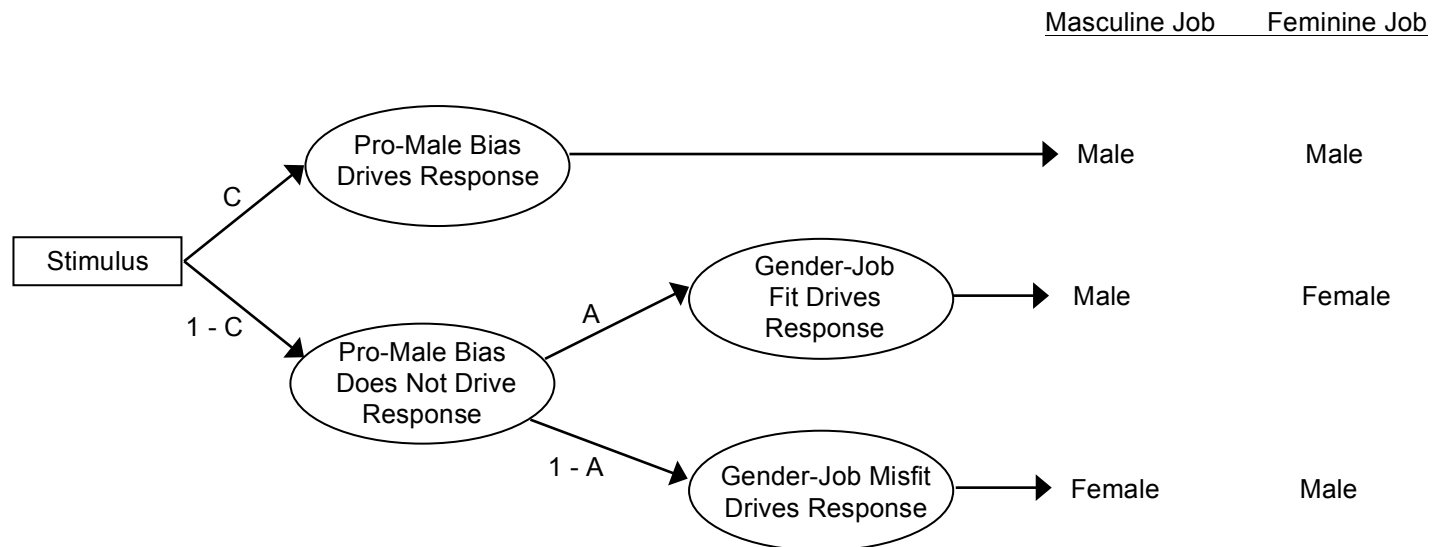 Masculine Job Feminine Job
Pro-Male Bias
Drives Response
Male Male
C
Stimulus
1 - C
Pro-Male Bias
Does Not Drive
Response
A
Gender-Job
Fit Drives
Response
Male Female
1 - A
Gender-Job Misfit
Drives Response
Female Male